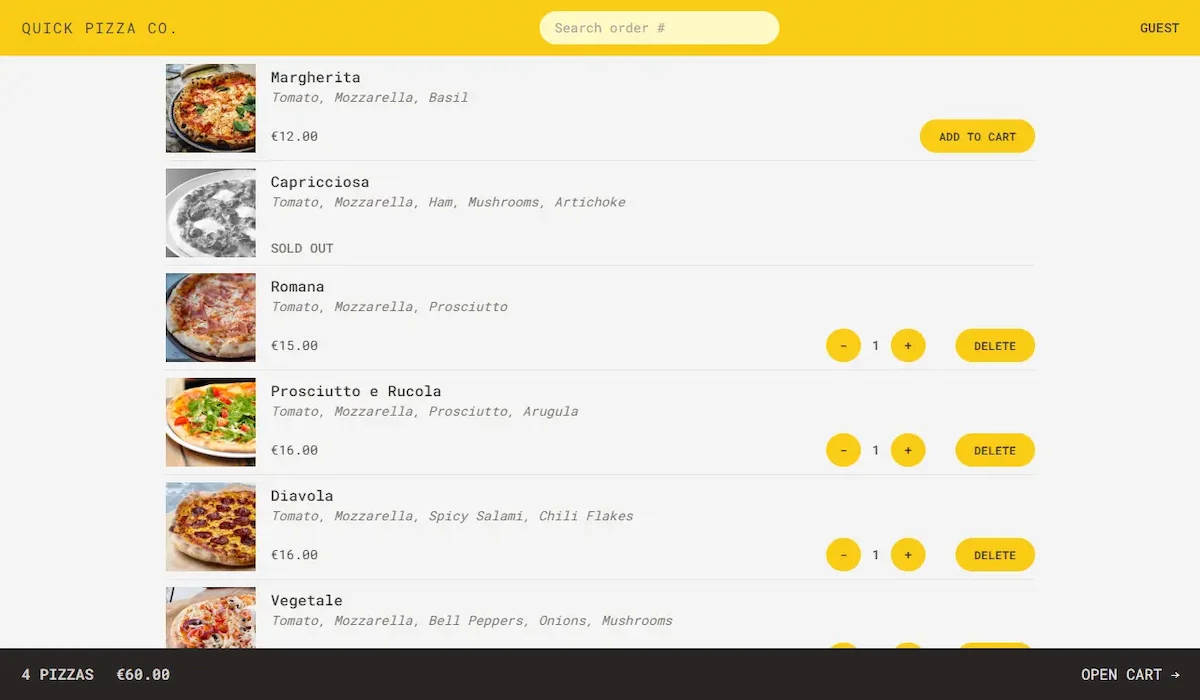 QUICK PIZZA CO.
Search order #
GUEST
Margherita
Tomato, Mozzarella, Basil
€12.00
ADD TO CART
Capricciosa
Tomato, Mozzarella, Ham, Mushrooms, Artichoke
SOLD OUT
Romana
Tomato, Mozzarella, Prosciutto
€15.00
- 1 + DELETE
Prosciutto e Rucola
Tomato, Mozzarella, Prosciutto, Arugula
€16.00
- 1 + DELETE
Diavola
Tomato, Mozzarella, Spicy Salami, Chili Flakes
€16.00
- 1 + DELETE
Vegetale
Tomato, Mozzarella, Bell Peppers, Onions, Mushrooms
4 PIZZAS €60.00
OPEN CART →